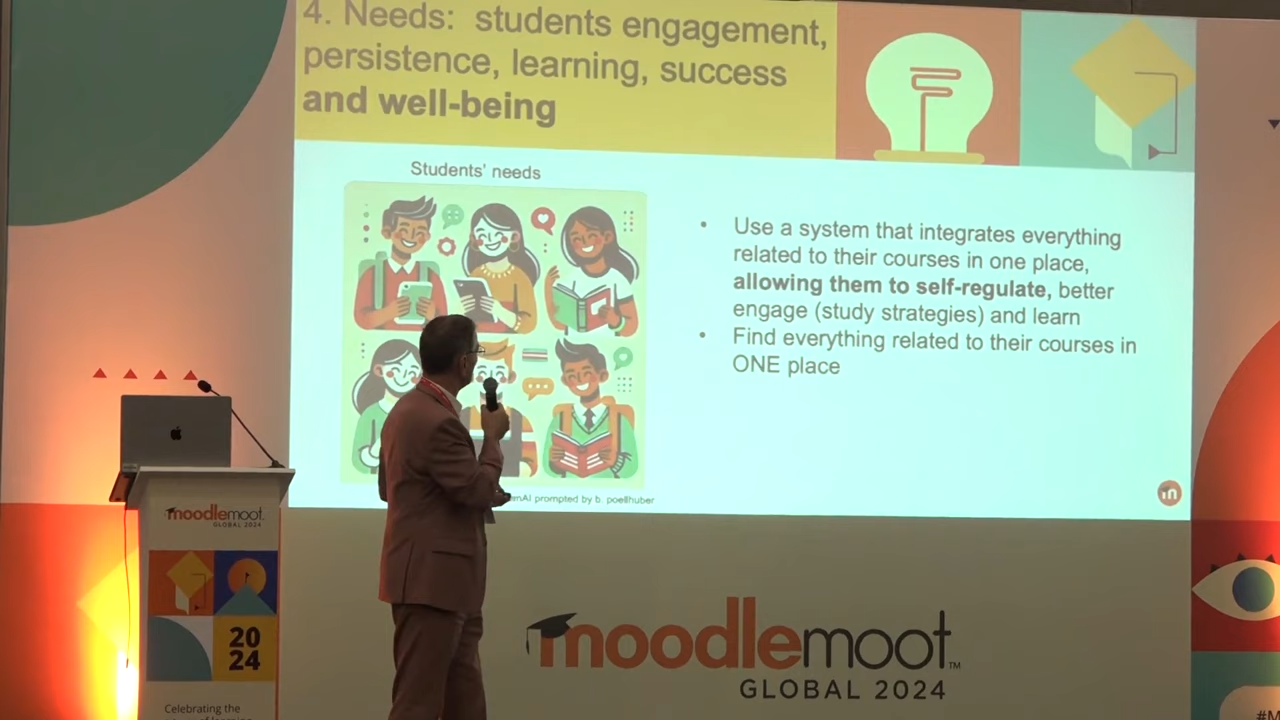 4. Needs: students engagement,
persistence, learning, success
and well-being
Students' needs
• Use a system that integrates everything
related to their courses in one place,
allowing them to self-regulate, better
engage (study strategies) and learn
• Find everything related to their courses in
ONE place
prompted by b. poellhuber
m
moodlemoot
GLOBAL 2024
20
24
Celebrating the
moodlemoot™
GLOBAL 2024